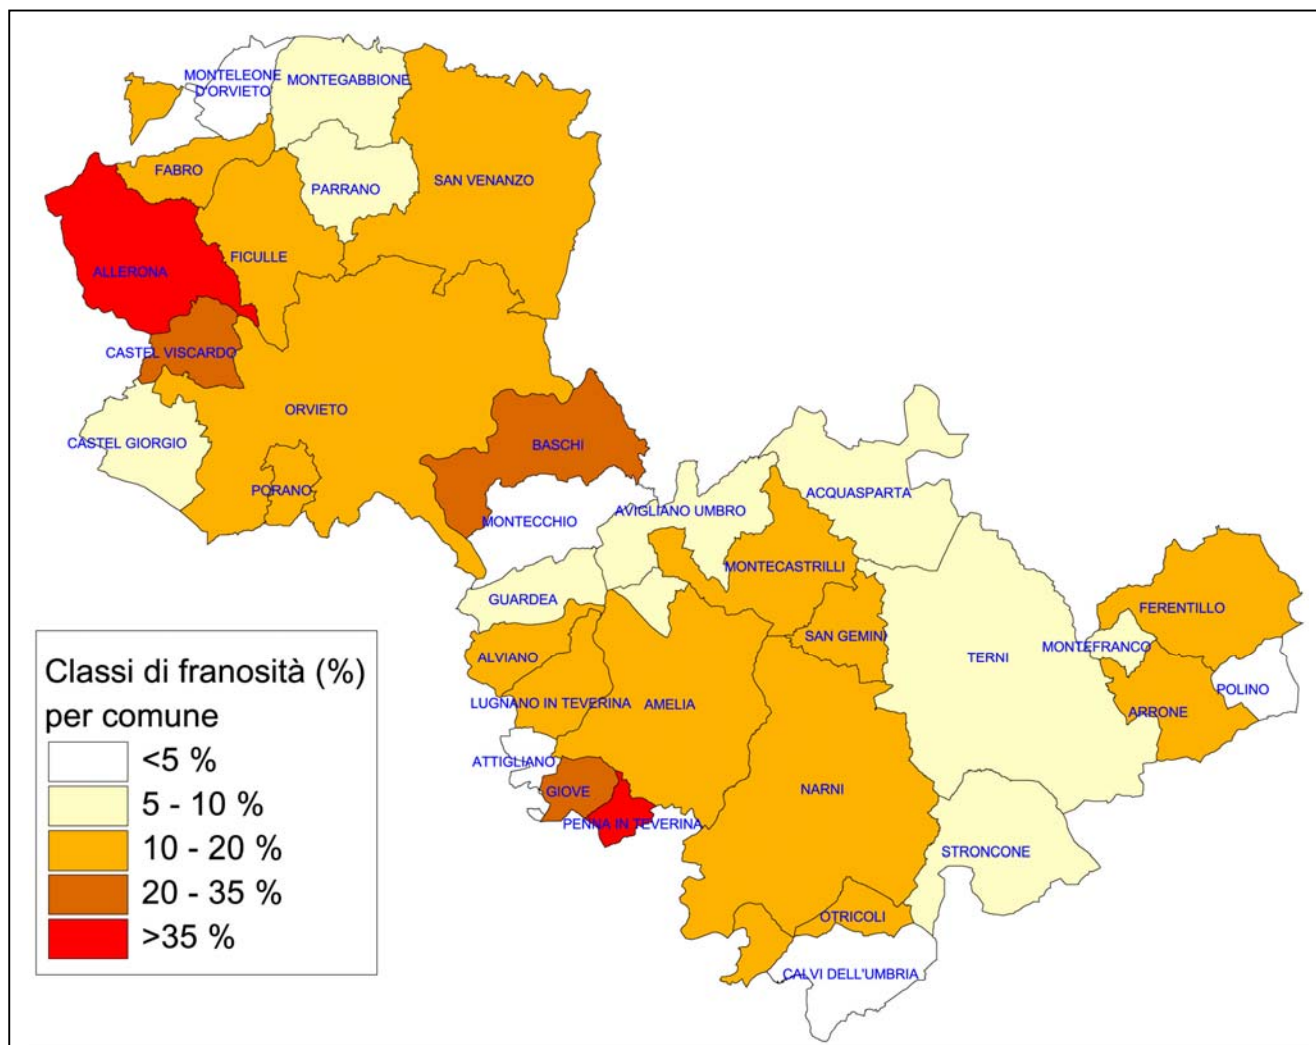 MONTELEONE
D'ORVIETO
MONTEGABBIONE
FABRO
PARRANO
SAN VENANZO
FICULLE
ALLERONA
CASTEL VISCARDO
ORVIETO
CASTEL GIORGIO
BASCHI
PORANO
MONTECCHIO
AVIGLIANO UMBRO
ACQUASPARTA
MONTECASTRILLI
GUARDEA
FERENTILLO
SAN GEMINI
MONTEFRANCO
ALVIANO
TERNI
POLINO
LUGNANO IN TEVERINA
AMELIA
ARRONE
ATTIGLIANO
GIOVE
NARNI
PENNA IN TEVERINA
STRONCONE
OTRICOLI
CALVI DELL'UMBRIA
Classi di franosità (%)
per comune
<5 %
5 - 10 %
10 - 20 %
20 - 35 %
>35 %